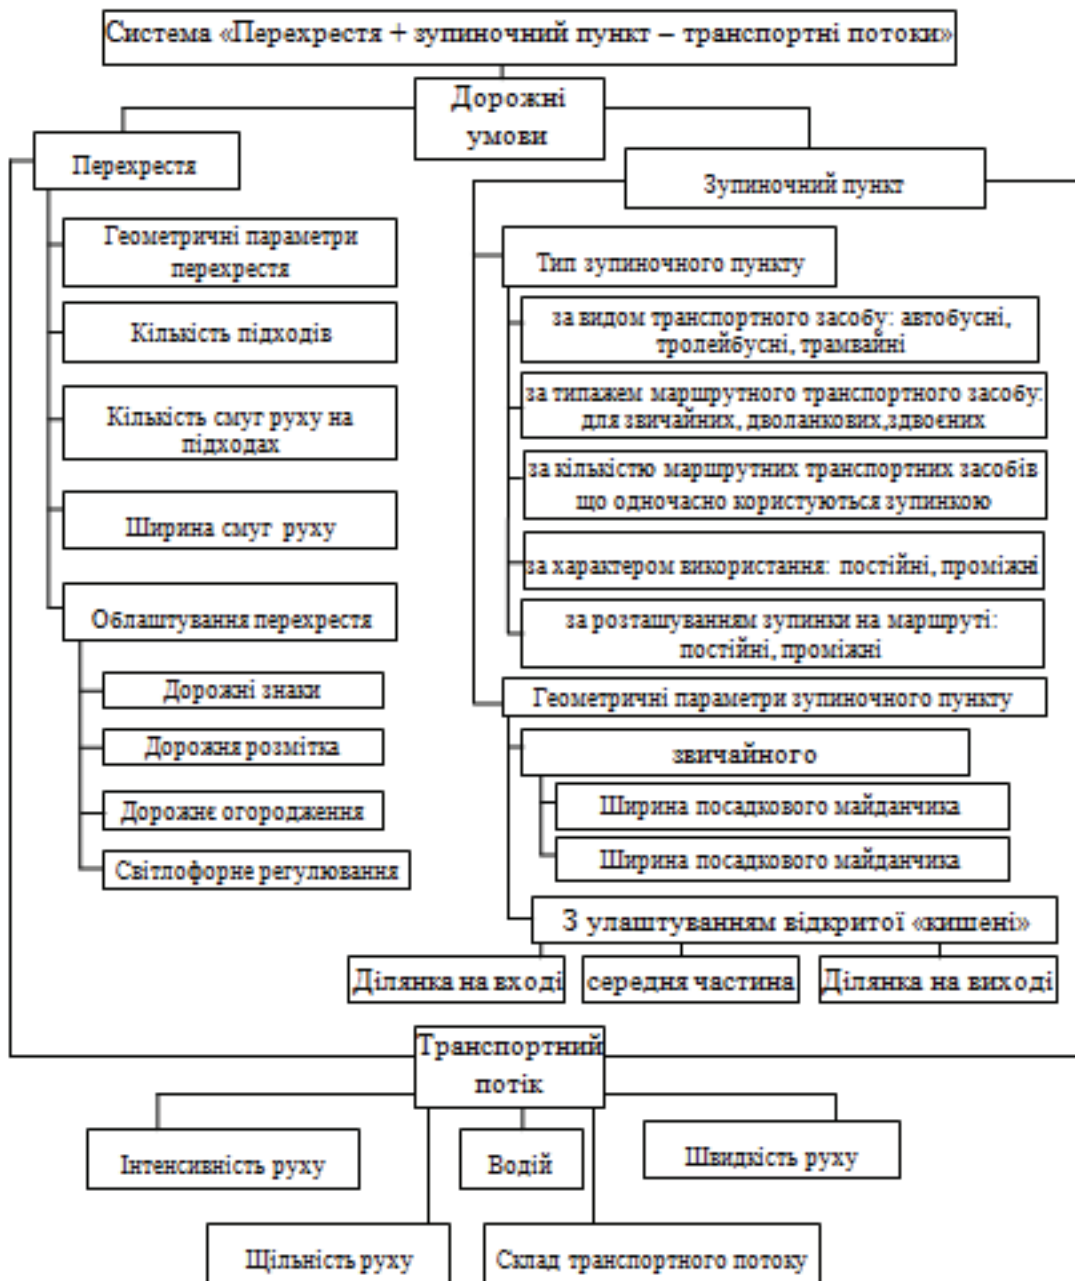 Система «Перехрестя + зупиночний пункт – транспортні потоки»
Дорожні
умови
Перехрестя
Геометричні параметри
перехрестя
Кількість підходів
Кількість смуг руху на
підходах
Ширина смуг руху
Облаштування перехрестя
Дорожні знаки
Дорожня розмітка
Дорожнє огородження
Світлофорне регулювання
Зупиночний пункт
Тип зупиночного пункту
за видом транспортного засобу: автобусні,
тролейбусні, трамвайні
за типажем маршрутного транспортного засобу:
для звичайних, дволанкових,здвоєних
за кількістю маршрутних транспортних засобів
що одночасно користуються зупинкою
за характером використання: постійні, проміжні
за розташуванням зупинки на маршруті:
постійні, проміжні
Геометричні параметри зупиночного пункту
звичайного
Ширина посадкового майданчика
Ширина посадкового майданчика
З улаштуванням відкритої «кишені»
Ділянка на вході
середня частина
Ділянка на виході
Транспортний
потік
Інтенсивність руху
Водій
Швидкість руху
Щільність руху
Склад транспортного потоку